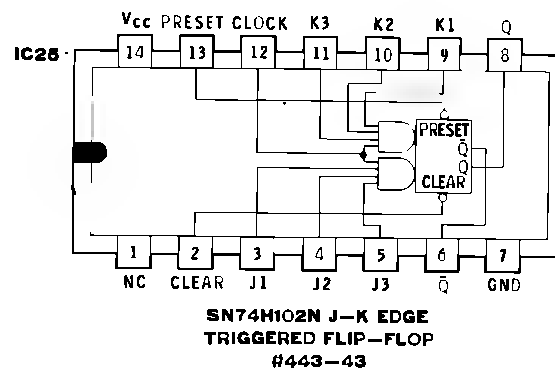 Vcc PRESET CLOCK K3 K2 K1 Q
IC25
14 13 12 11 10 9 8
PRESET
Q̄
Q
CLEAR
1 2 3 4 5 6 7
NC CLEAR J1 J2 J3 Q̄ GND
SN74H102N J-K EDGE
TRIGGERED FLIP-FLOP
#443-43